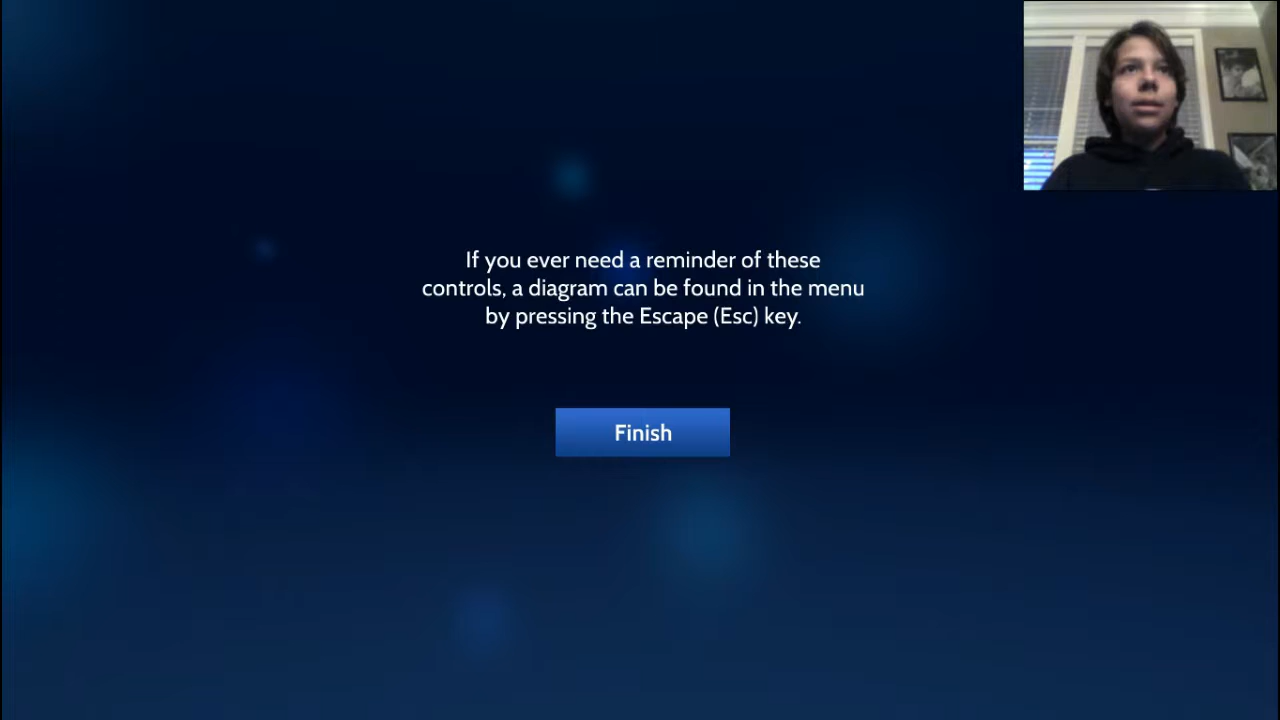 If you ever need a reminder of these
controls, a diagram can be found in the menu
by pressing the Escape (Esc) key.
Finish